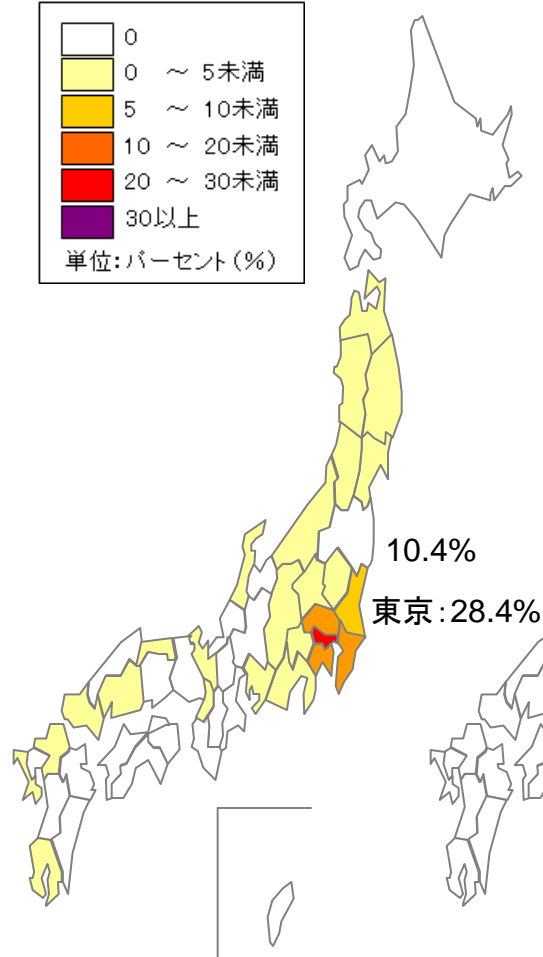 0
0 ～ 5未満
5 ～ 10未満
10 ～ 20未満
20 ～ 30未満
30以上
単位:パーセント(%)
10.4%
東京:28.4%